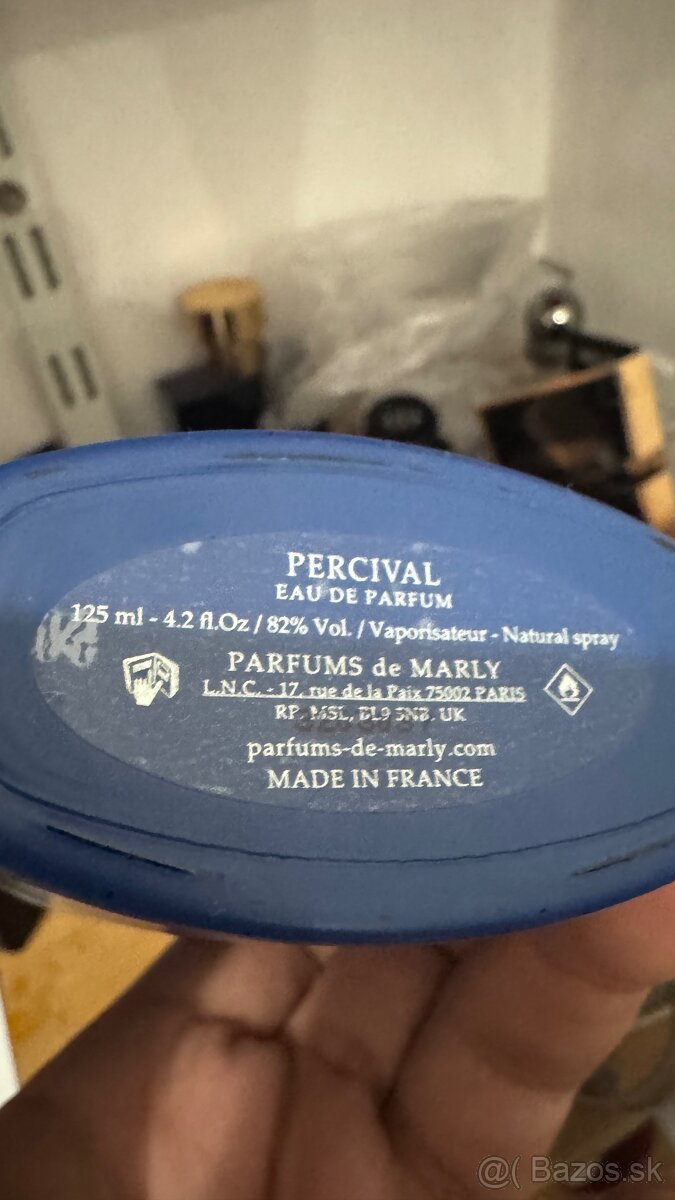 PERCIVAL
EAU DE PARFUM
125 ml - 4.2 fl.Oz / 82% Vol. / Vaporisateur - Natural spray
PARFUMS de MARLY
L.N.C. - 17, rue de la Paix 75002 PARIS
RP, MSL, BL9 5NB, UK
parfums-de-marly.com
MADE IN FRANCE
@( Bazos.sk